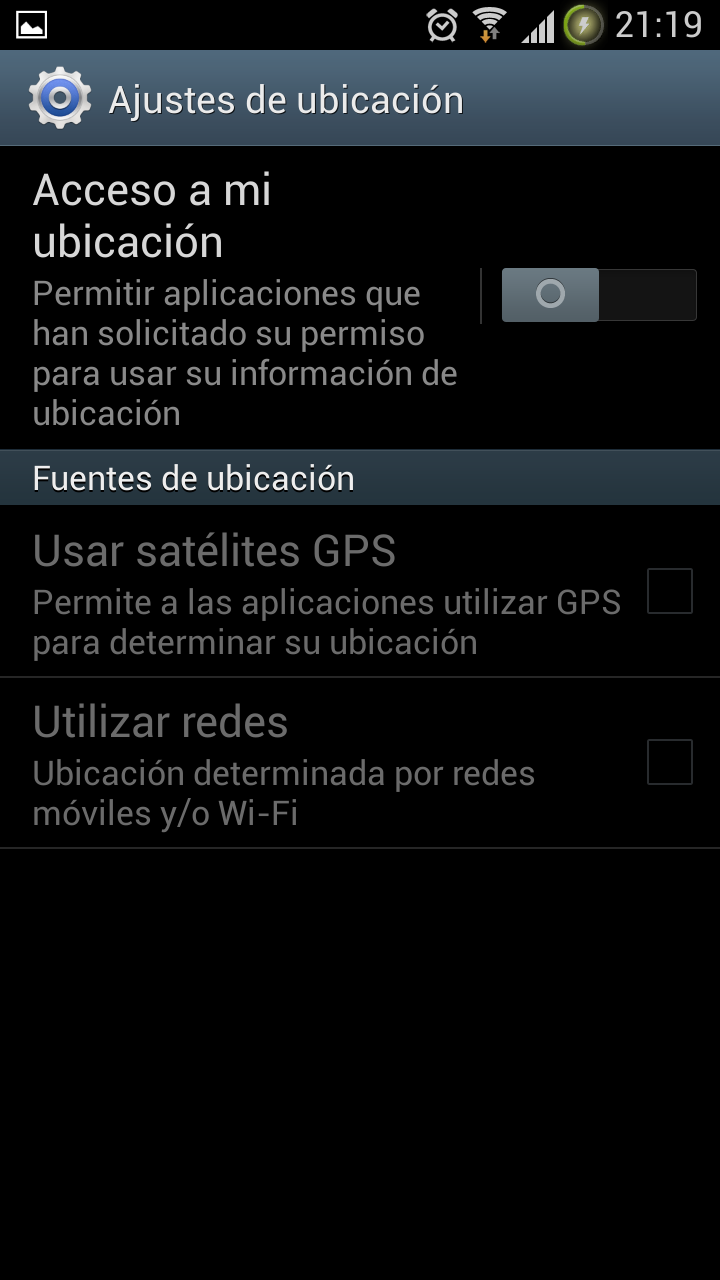 21:19
Ajustes de ubicación
Acceso a mi
ubicación
Permitir aplicaciones que
han solicitado su permiso
para usar su información de
ubicación
Fuentes de ubicación
Usar satélites GPS
Permite a las aplicaciones utilizar GPS
para determinar su ubicación
Utilizar redes
Ubicación determinada por redes
móviles y/o Wi-Fi